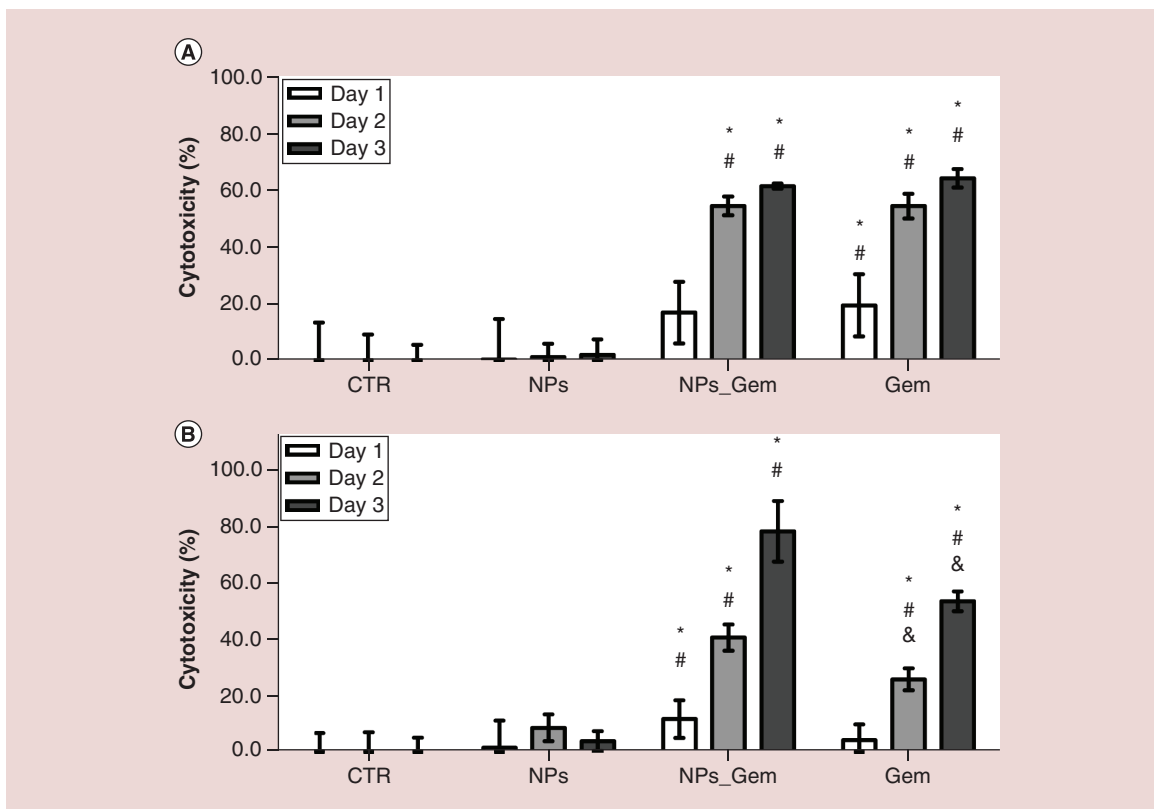 A
Cytotoxicity (%)
100.0
80.0
60.0
40.0
20.0
0.0
Day 1
Day 2
Day 3
*
#
*
#
*
#
*
#
*
#
CTR
NPs
NPs_Gem
Gem
B
Cytotoxicity (%)
100.0
80.0
60.0
40.0
20.0
0.0
Day 1
Day 2
Day 3
*
#
*
#
*
#
*
#
&
*
#
&
CTR
NPs
NPs_Gem
Gem